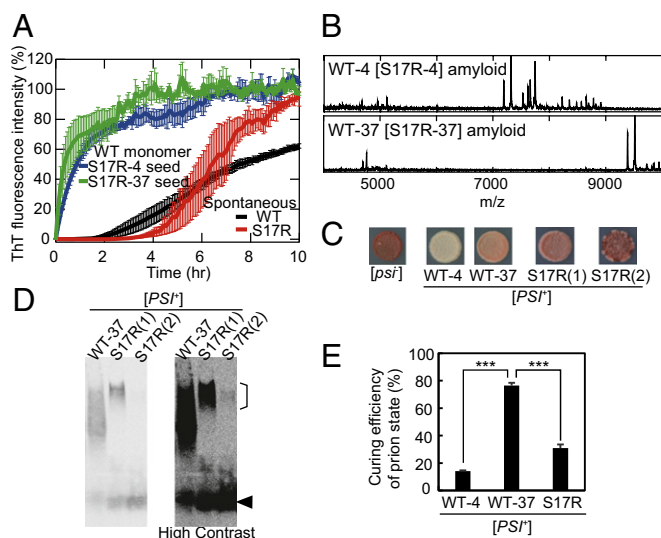 A
ThT fluorescence intensity (%)
120
100
80
60
40
20
0
WT monomer
S17R-4 seed
S17R-37 seed
Spontaneous
WT
S17R
0 2 4 6 8 10
Time (hr)
B
WT-4 [S17R-4] amyloid
WT-37 [S17R-37] amyloid
5000 7000 9000
m/z
C
[psi-]
WT-4 WT-37 S17R(1) S17R(2)
[PSI+]
D
[PSI+]
WT-37
S17R(1)
S17R(2)
WT-37
S17R(1)
S17R(2)
High Contrast
E
Curing efficiency
of prion state (%)
100
80
60
40
20
0
*** ***
WT-4 WT-37 S17R
[PSI+]